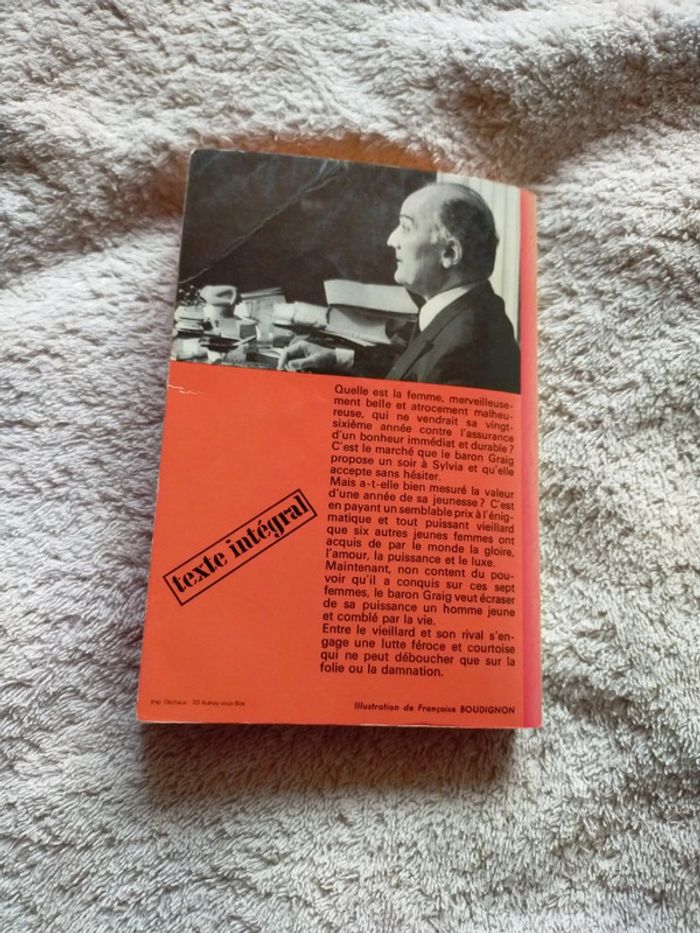 Quelle est la femme, merveilleuse-
ment belle et atrocement malheu-
reuse, qui ne vendrait sa vingt-
sixième année contre l'assurance
d'un bonheur immédiat et durable?
C'est le marché que le baron Graig
propose un soir à Sylvia et qu'elle
accepte sans hésiter.
Mais a-t-elle bien mesuré la valeur
d'une année de sa jeunesse? C'est
en payant un semblable prix à l'énig-
matique et tout puissant vieillard
que six autres jeunes femmes ont
acquis de par le monde la gloire,
l'amour, la puissance et le luxe.
Maintenant, non content du pou-
voir qu'il a conquis sur ces sept
femmes, le baron Graig veut écraser
de sa puissance un homme jeune
et comblé par la vie.
Entre le vieillard et son rival s'en-
gage une lutte féroce et courtoise
qui ne peut déboucher que sur la
folie ou la damnation.
texte intégral
Imp. Déchaux 93 Aulnay-sous-Bois
Illustration de Françoise BOUDIGNON